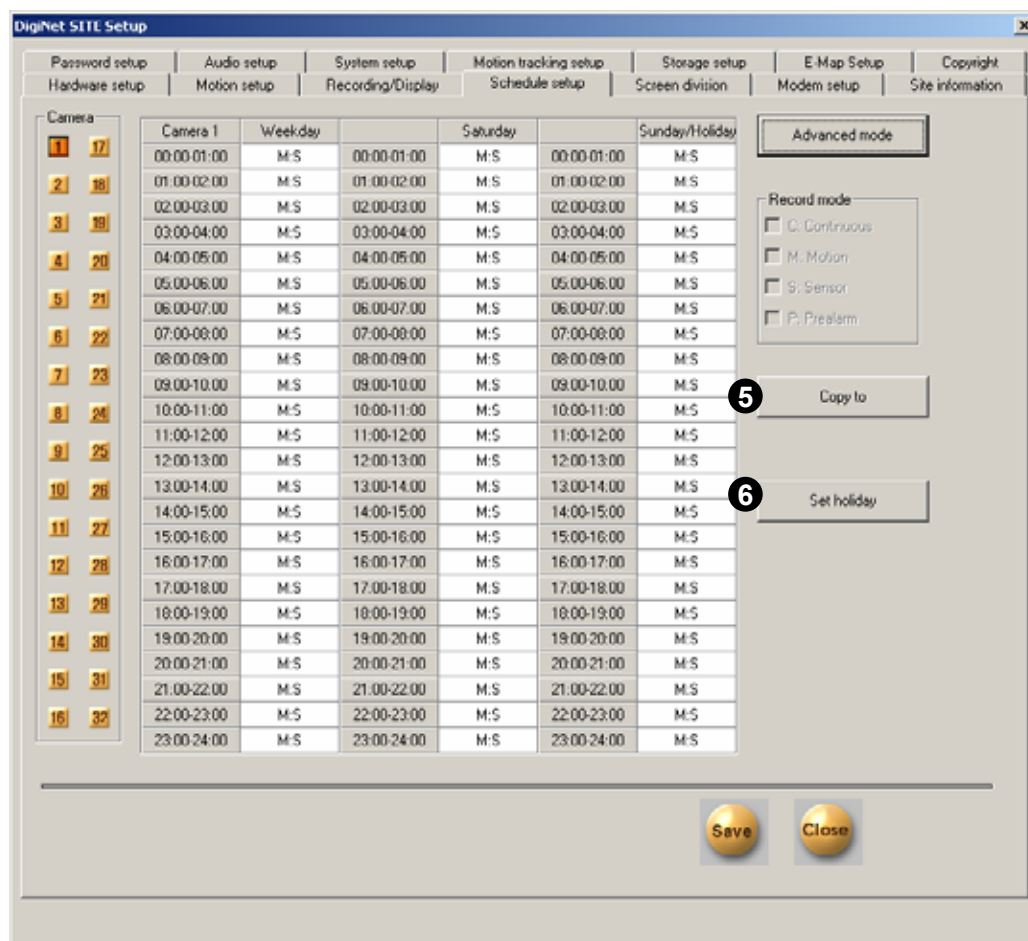 DigiNet SITE Setup
Password setup Audio setup System setup Motion tracking setup Storage setup E-Map Setup Copyright
Hardware setup Motion setup Recording/Display Schedule setup Screen division Modem setup Site information
Camera
1 17
2 18
3 19
4 20
5 21
6 22
7 23
8 24
9 25
10 26
11 27
12 28
13 29
14 30
15 31
16 32
Camera 1 Weekday Saturday Sunday/Holiday
00:00-01:00 M:S 00:00-01:00 M:S 00:00-01:00 M:S
01:00-02:00 M:S 01:00-02:00 M:S 01:00-02:00 M:S
02:00-03:00 M:S 02:00-03:00 M:S 02:00-03:00 M:S
03:00-04:00 M:S 03:00-04:00 M:S 03:00-04:00 M:S
04:00-05:00 M:S 04:00-05:00 M:S 04:00-05:00 M:S
05:00-06:00 M:S 05:00-06:00 M:S 05:00-06:00 M:S
06:00-07:00 M:S 06:00-07:00 M:S 06:00-07:00 M:S
07:00-08:00 M:S 07:00-08:00 M:S 07:00-08:00 M:S
08:00-09:00 M:S 08:00-09:00 M:S 08:00-09:00 M:S
09:00-10:00 M:S 09:00-10:00 M:S 09:00-10:00 M:S
10:00-11:00 M:S 10:00-11:00 M:S 10:00-11:00 M:S
11:00-12:00 M:S 11:00-12:00 M:S 11:00-12:00 M:S
12:00-13:00 M:S 12:00-13:00 M:S 12:00-13:00 M:S
13:00-14:00 M:S 13:00-14:00 M:S 13:00-14:00 M:S
14:00-15:00 M:S 14:00-15:00 M:S 14:00-15:00 M:S
15:00-16:00 M:S 15:00-16:00 M:S 15:00-16:00 M:S
16:00-17:00 M:S 16:00-17:00 M:S 16:00-17:00 M:S
17:00-18:00 M:S 17:00-18:00 M:S 17:00-18:00 M:S
18:00-19:00 M:S 18:00-19:00 M:S 18:00-19:00 M:S
19:00-20:00 M:S 19:00-20:00 M:S 19:00-20:00 M:S
20:00-21:00 M:S 20:00-21:00 M:S 20:00-21:00 M:S
21:00-22:00 M:S 21:00-22:00 M:S 21:00-22:00 M:S
22:00-23:00 M:S 22:00-23:00 M:S 22:00-23:00 M:S
23:00-24:00 M:S 23:00-24:00 M:S 23:00-24:00 M:S
Advanced mode
Record mode
C: Continuous
M: Motion
S: Sensor
P: Prealarm
5 Copy to
6 Set holiday
Save Close